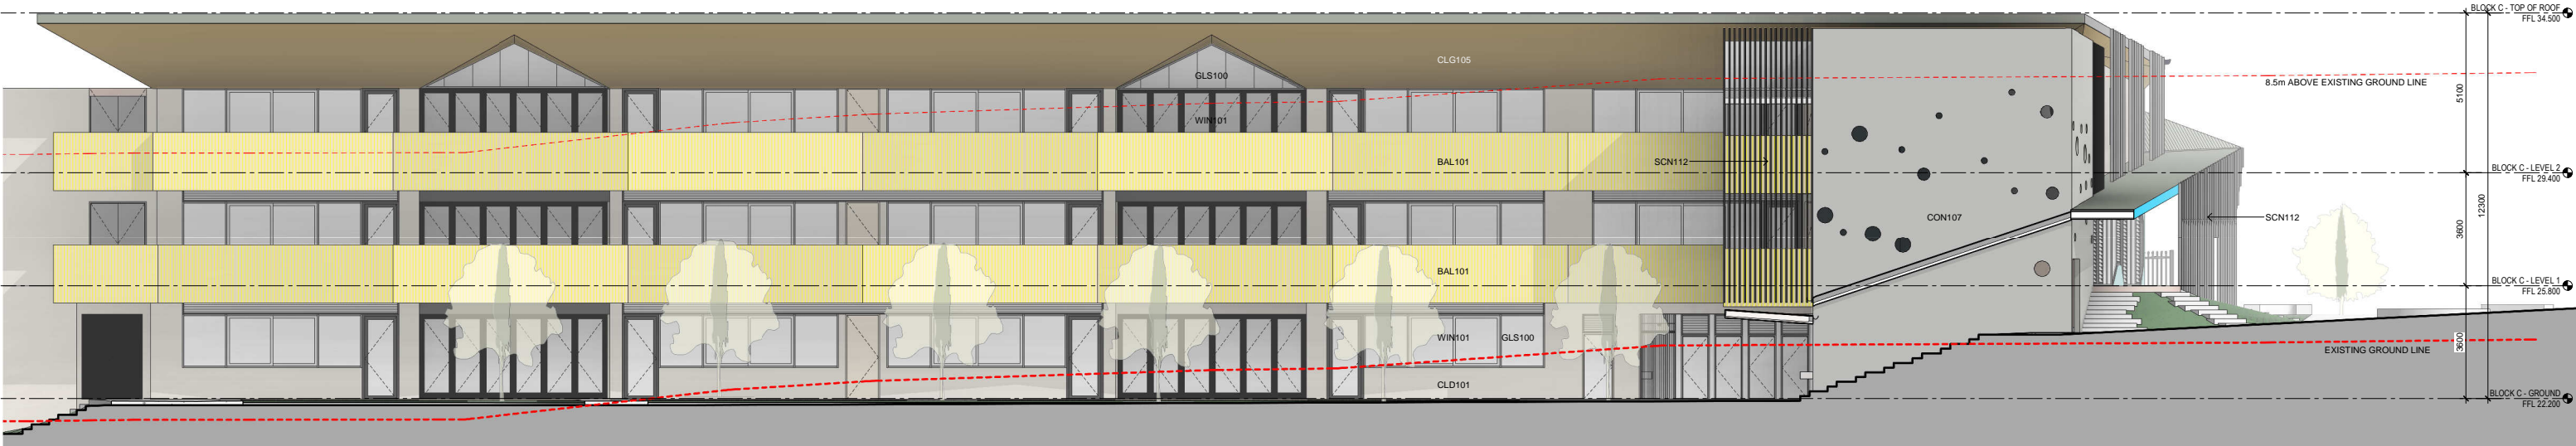 BLOCK C - TOP OF ROOF
FFL 34.500
CLG105
GLS100
8.5m ABOVE EXISTING GROUND LINE
5100
WIN101
BAL101
SCN112
BLOCK C - LEVEL 2
FFL 29.400
CON107
SCN112
12300
3600
BAL101
BLOCK C - LEVEL 1
FFL 25.800
WIN101
GLS100
3600
EXISTING GROUND LINE
CLD101
BLOCK C - GROUND
FFL 22.200